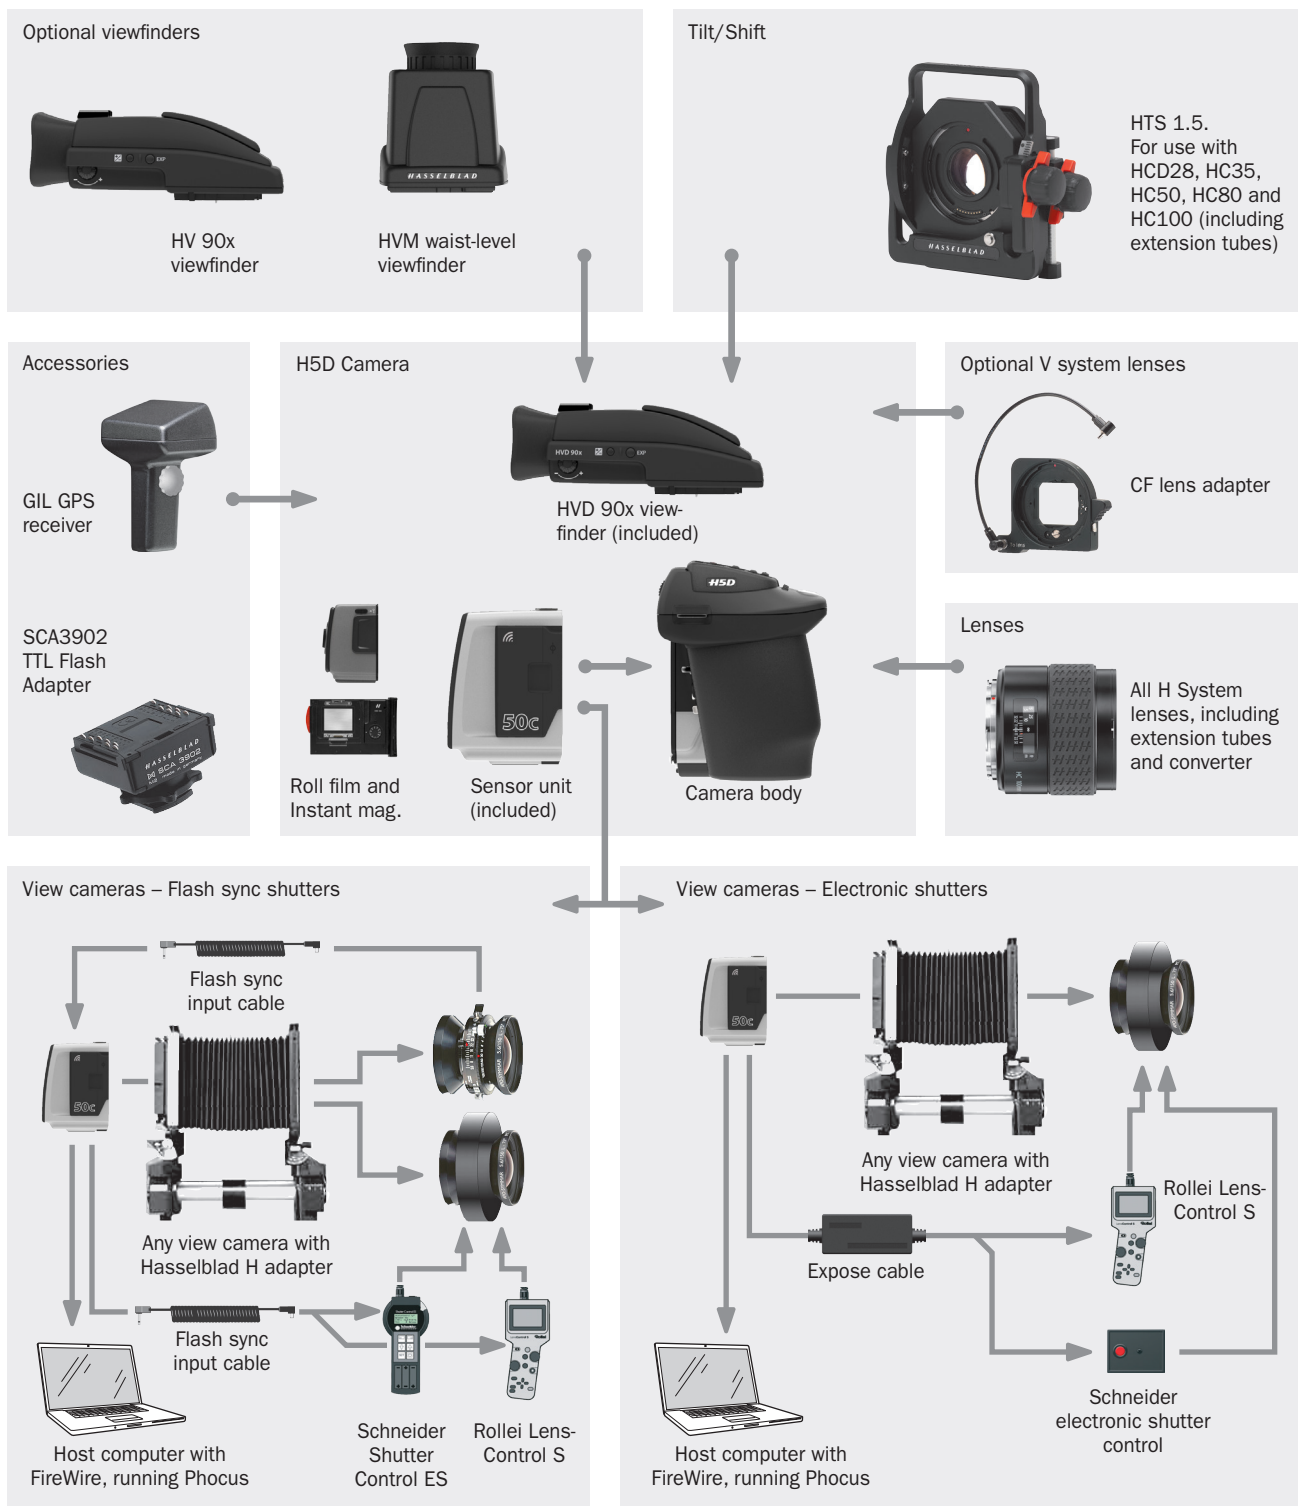 Optional viewfinders
EXP
HASSELBLAD
HV 90x
viewfinder
HVM waist-level
viewfinder
Tilt/Shift
HASSELBLAD
HTS 1.5.
For use with
HCD28, HC35,
HC50, HC80 and
HC100 (including
extension tubes)
Accessories
GIL GPS
receiver
SCA3902
TTL Flash
Adapter
HASSELBLAD
SCA 3902
made in Germany
H5D Camera
HVD 90x
EXP
HVD 90x view-
finder (included)
H5D
50c
Roll film and
Instant mag.
Sensor unit
(included)
Camera body
Optional V system lenses
CF lens adapter
Lenses
All H System
lenses, including
extension tubes
and converter
View cameras – Flash sync shutters
Flash sync
input cable
50c
Any view camera with
Hasselblad H adapter
Flash sync
input cable
Rollei
Host computer with
FireWire, running Phocus
Schneider
Shutter
Control ES
Rollei Lens-
Control S
View cameras – Electronic shutters
50c
Any view camera with
Hasselblad H adapter
Rollei
Rollei Lens-
Control S
Expose cable
Schneider
electronic shutter
control
Host computer with
FireWire, running Phocus